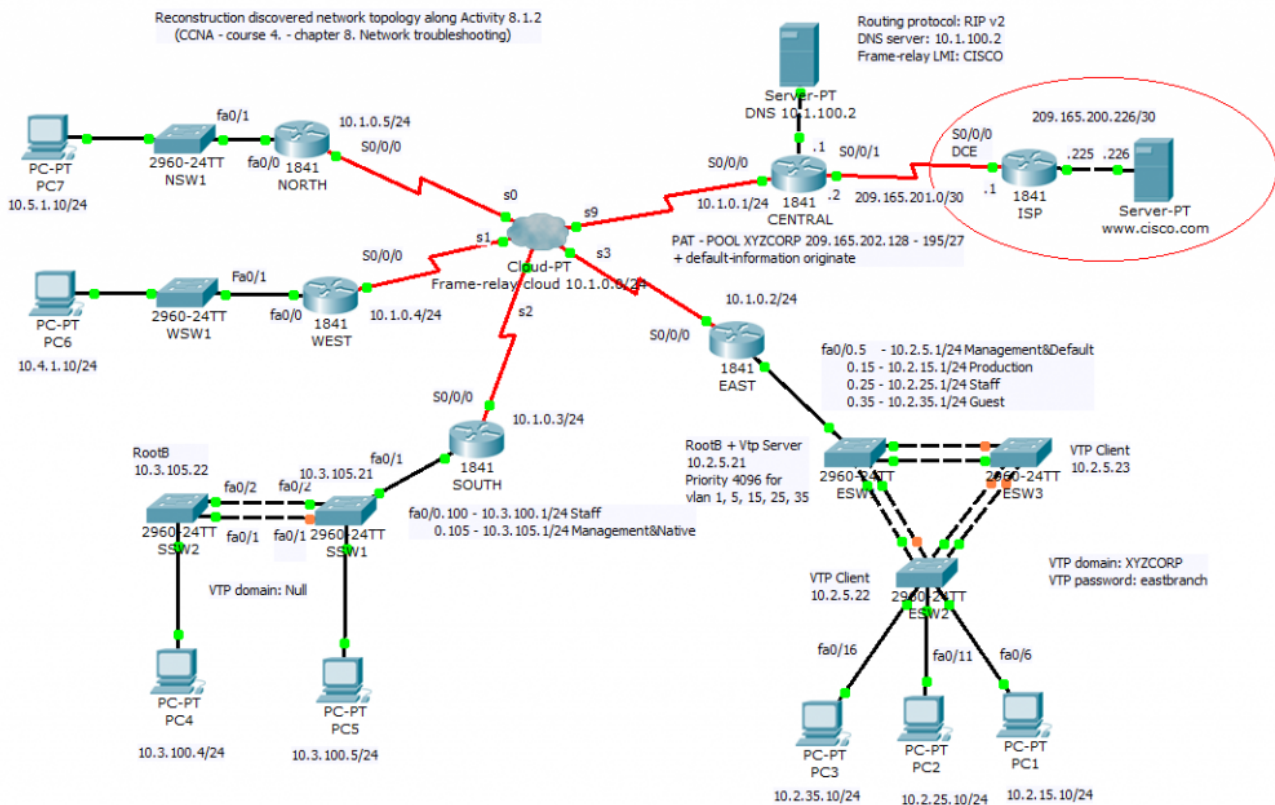 Reconstruction discovered network topology along Activity 8.1.2
(CCNA - course 4. - chapter 8. Network troubleshooting)
Routing protocol: RIP v2
DNS server: 10.1.100.2
Frame-relay LMI: CISCO
Server-PT
DNS 10.1.100.2
PC-PT
PC7
10.5.1.10/24
2960-24TT
NSW1
fa0/1
fa0/0
10.1.0.5/24
S0/0/0
1841
NORTH
.1
S0/0/0
S0/0/1
.2
10.1.0.1/24
1841
CENTRAL
209.165.201.0/30
209.165.200.226/30
S0/0/0
DCE
.1
.225
.226
1841
ISP
Server-PT
www.cisco.com
PAT - POOL XYZCORP 209.165.202.128 - 195/27
+ default-information originate
s0
s9
s1
s3
s2
Cloud-PT
Frame-relay cloud 10.1.0.0/24
PC-PT
PC6
10.4.1.10/24
2960-24TT
WSW1
Fa0/1
fa0/0
S0/0/0
1841
WEST
10.1.0.4/24
10.1.0.2/24
S0/0/0
1841
EAST
fa0/0.5 - 10.2.5.1/24 Management&Default
0.15 - 10.2.15.1/24 Production
0.25 - 10.2.25.1/24 Staff
0.35 - 10.2.35.1/24 Guest
S0/0/0
10.1.0.3/24
fa0/1
1841
SOUTH
fa0/0.100 - 10.3.100.1/24 Staff
0.105 - 10.3.105.1/24 Management&Native
RootB
10.3.105.22
10.3.105.21
fa0/2
fa0/2
fa0/1
fa0/1
2960-24TT
SSW2
2960-24TT
SSW1
VTP domain: Null
PC-PT
PC4
10.3.100.4/24
PC-PT
PC5
10.3.100.5/24
RootB + Vtp Server
10.2.5.21
Priority 4096 for
vlan 1, 5, 15, 25, 35
2960-24TT
ESW1
2960-24TT
ESW3
VTP Client
10.2.5.23
VTP Client
10.2.5.22
2960-24TT
ESW2
VTP domain: XYZCORP
VTP password: eastbranch
fa0/16
fa0/11
fa0/6
PC-PT
PC3
10.2.35.10/24
PC-PT
PC2
10.2.25.10/24
PC-PT
PC1
10.2.15.10/24